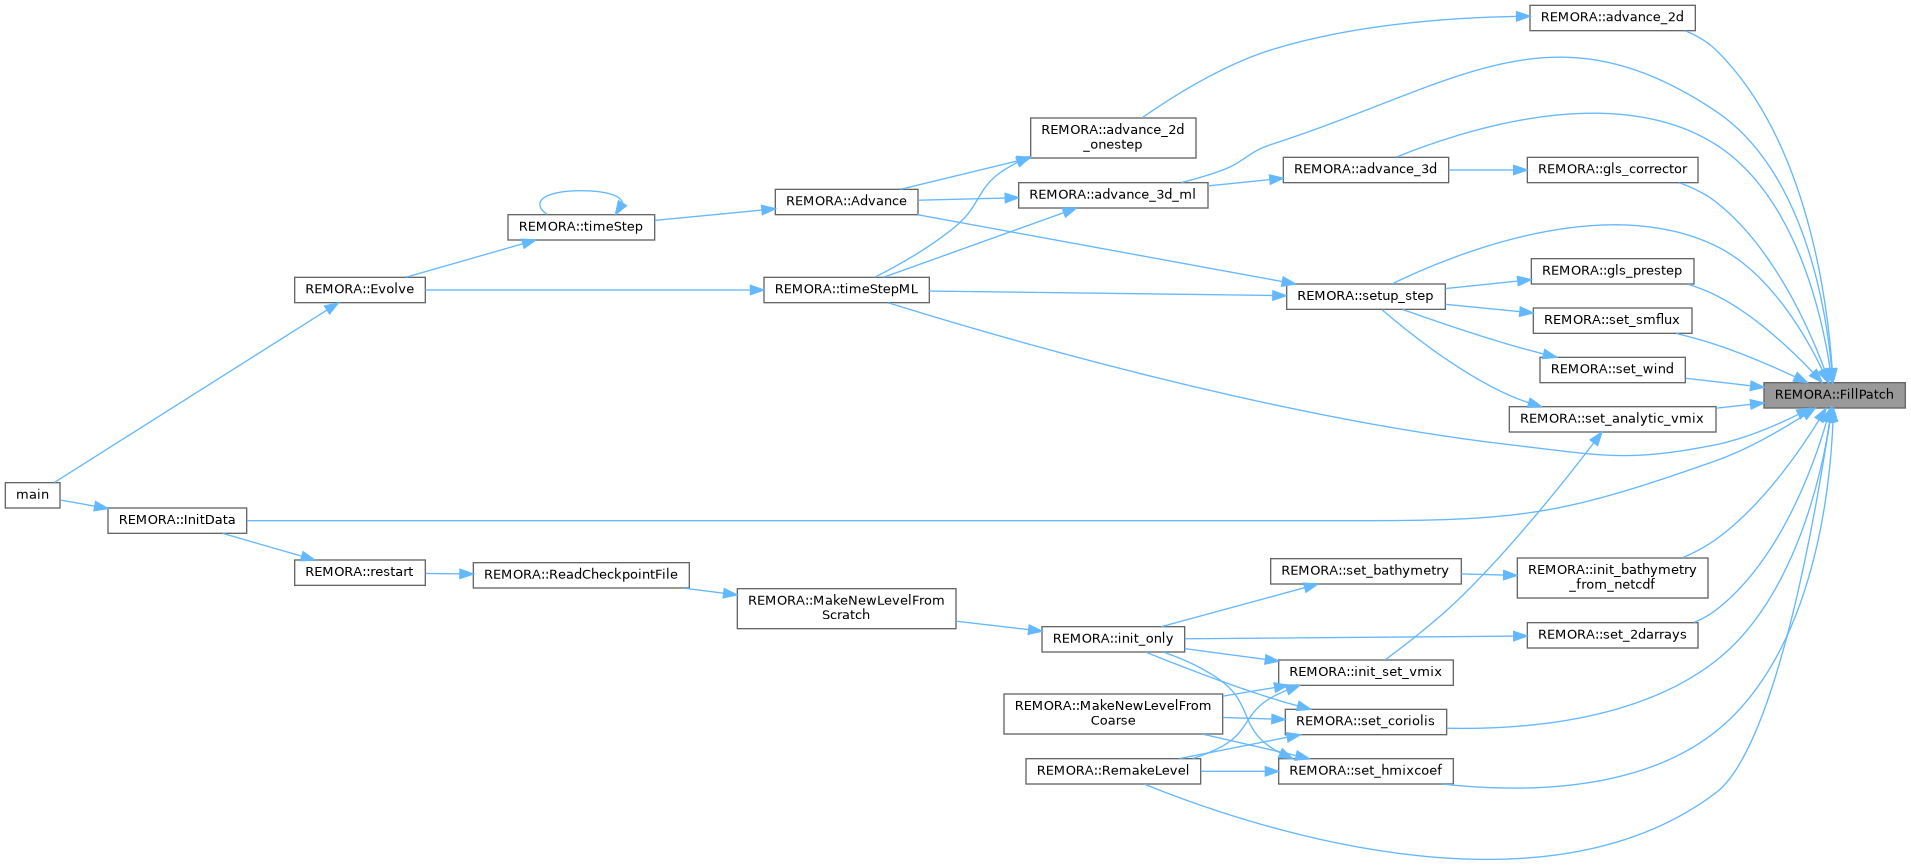 REMORA::advance_2d
REMORA::advance_2d
_onestep
REMORA::advance_3d
REMORA::gls_corrector
REMORA::advance_3d_ml
REMORA::Advance
REMORA::timeStep
REMORA::gls_prestep
REMORA::Evolve
REMORA::timeStepML
REMORA::setup_step
REMORA::set_smflux
REMORA::set_wind
REMORA::FillPatch
REMORA::set_analytic_vmix
main
REMORA::InitData
REMORA::restart
REMORA::ReadCheckpointFile
REMORA::set_bathymetry
REMORA::init_bathymetry
_from_netcdf
REMORA::MakeNewLevelFrom
Scratch
REMORA::init_only
REMORA::set_2darrays
REMORA::init_set_vmix
REMORA::MakeNewLevelFrom
Coarse
REMORA::set_coriolis
REMORA::RemakeLevel
REMORA::set_hmixcoef